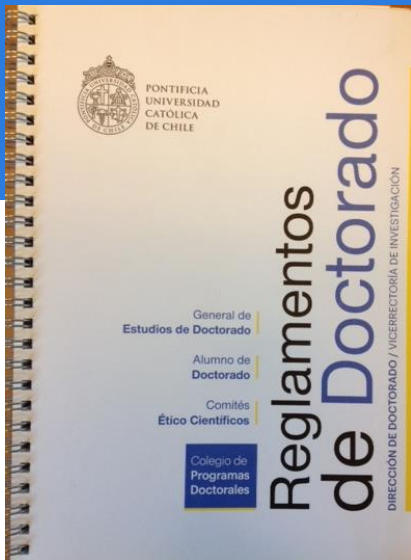 PONTIFICIA
UNIVERSIDAD
CATÓLICA
DE CHILE
Reglamentos
de Doctorado
DIRECCIÓN DE DOCTORADO / VICERRECTORÍA DE INVESTIGACIÓN
General de
Estudios de Doctorado
Alumno de
Doctorado
Comités
Ético Científicos
Colegio de
Programas
Doctorales